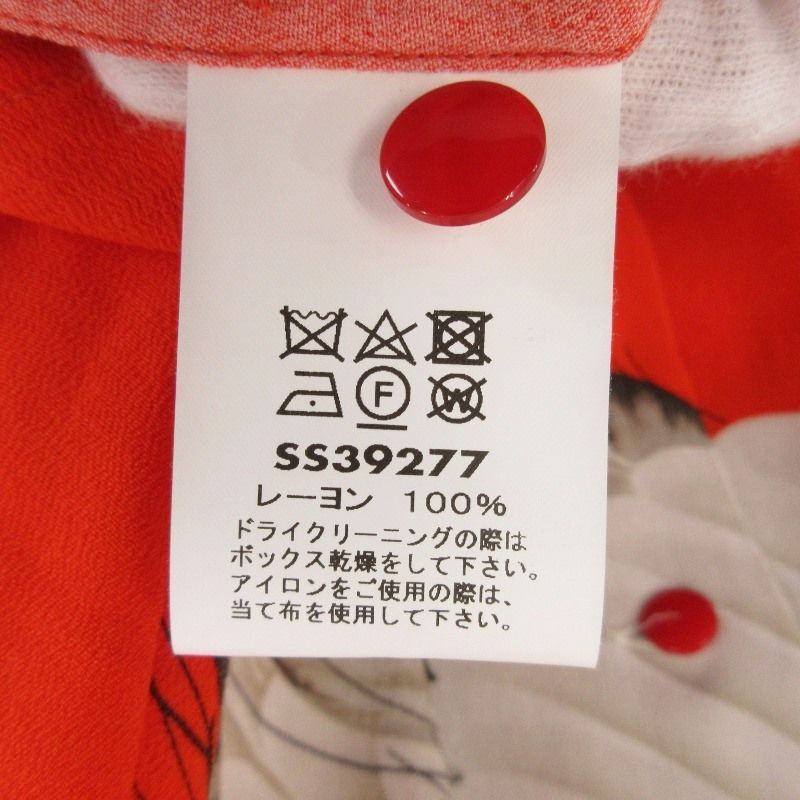 F W
SS39277
レーヨン 100%
ドライクリーニングの際は
ボックス乾燥をして下さい。
アイロンをご使用の際は、
当て布を使用して下さい。